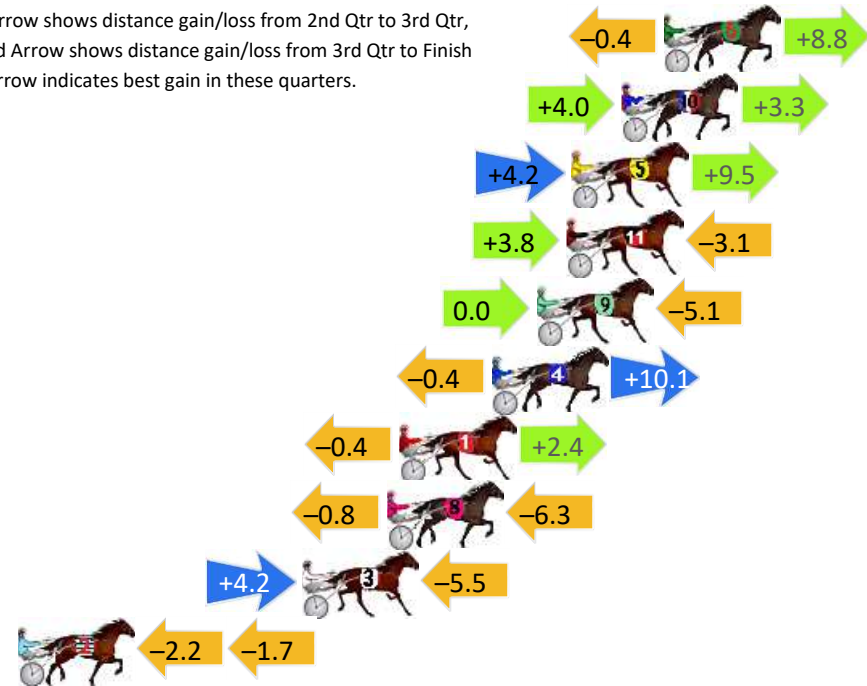 rrow shows distance gain/loss from 2nd Qtr to 3rd Qtr,
d Arrow shows distance gain/loss from 3rd Qtr to Finish
rrow indicates best gain in these quarters.
–0.4 +8.8
+4.0 10 +3.3
+4.2 5 +9.5
+3.8 11 –3.1
0.0 9 –5.1
–0.4 4 +10.1
–0.4 1 +2.4
–0.8 8 –6.3
+4.2 3 –5.5
2 –2.2 –1.7